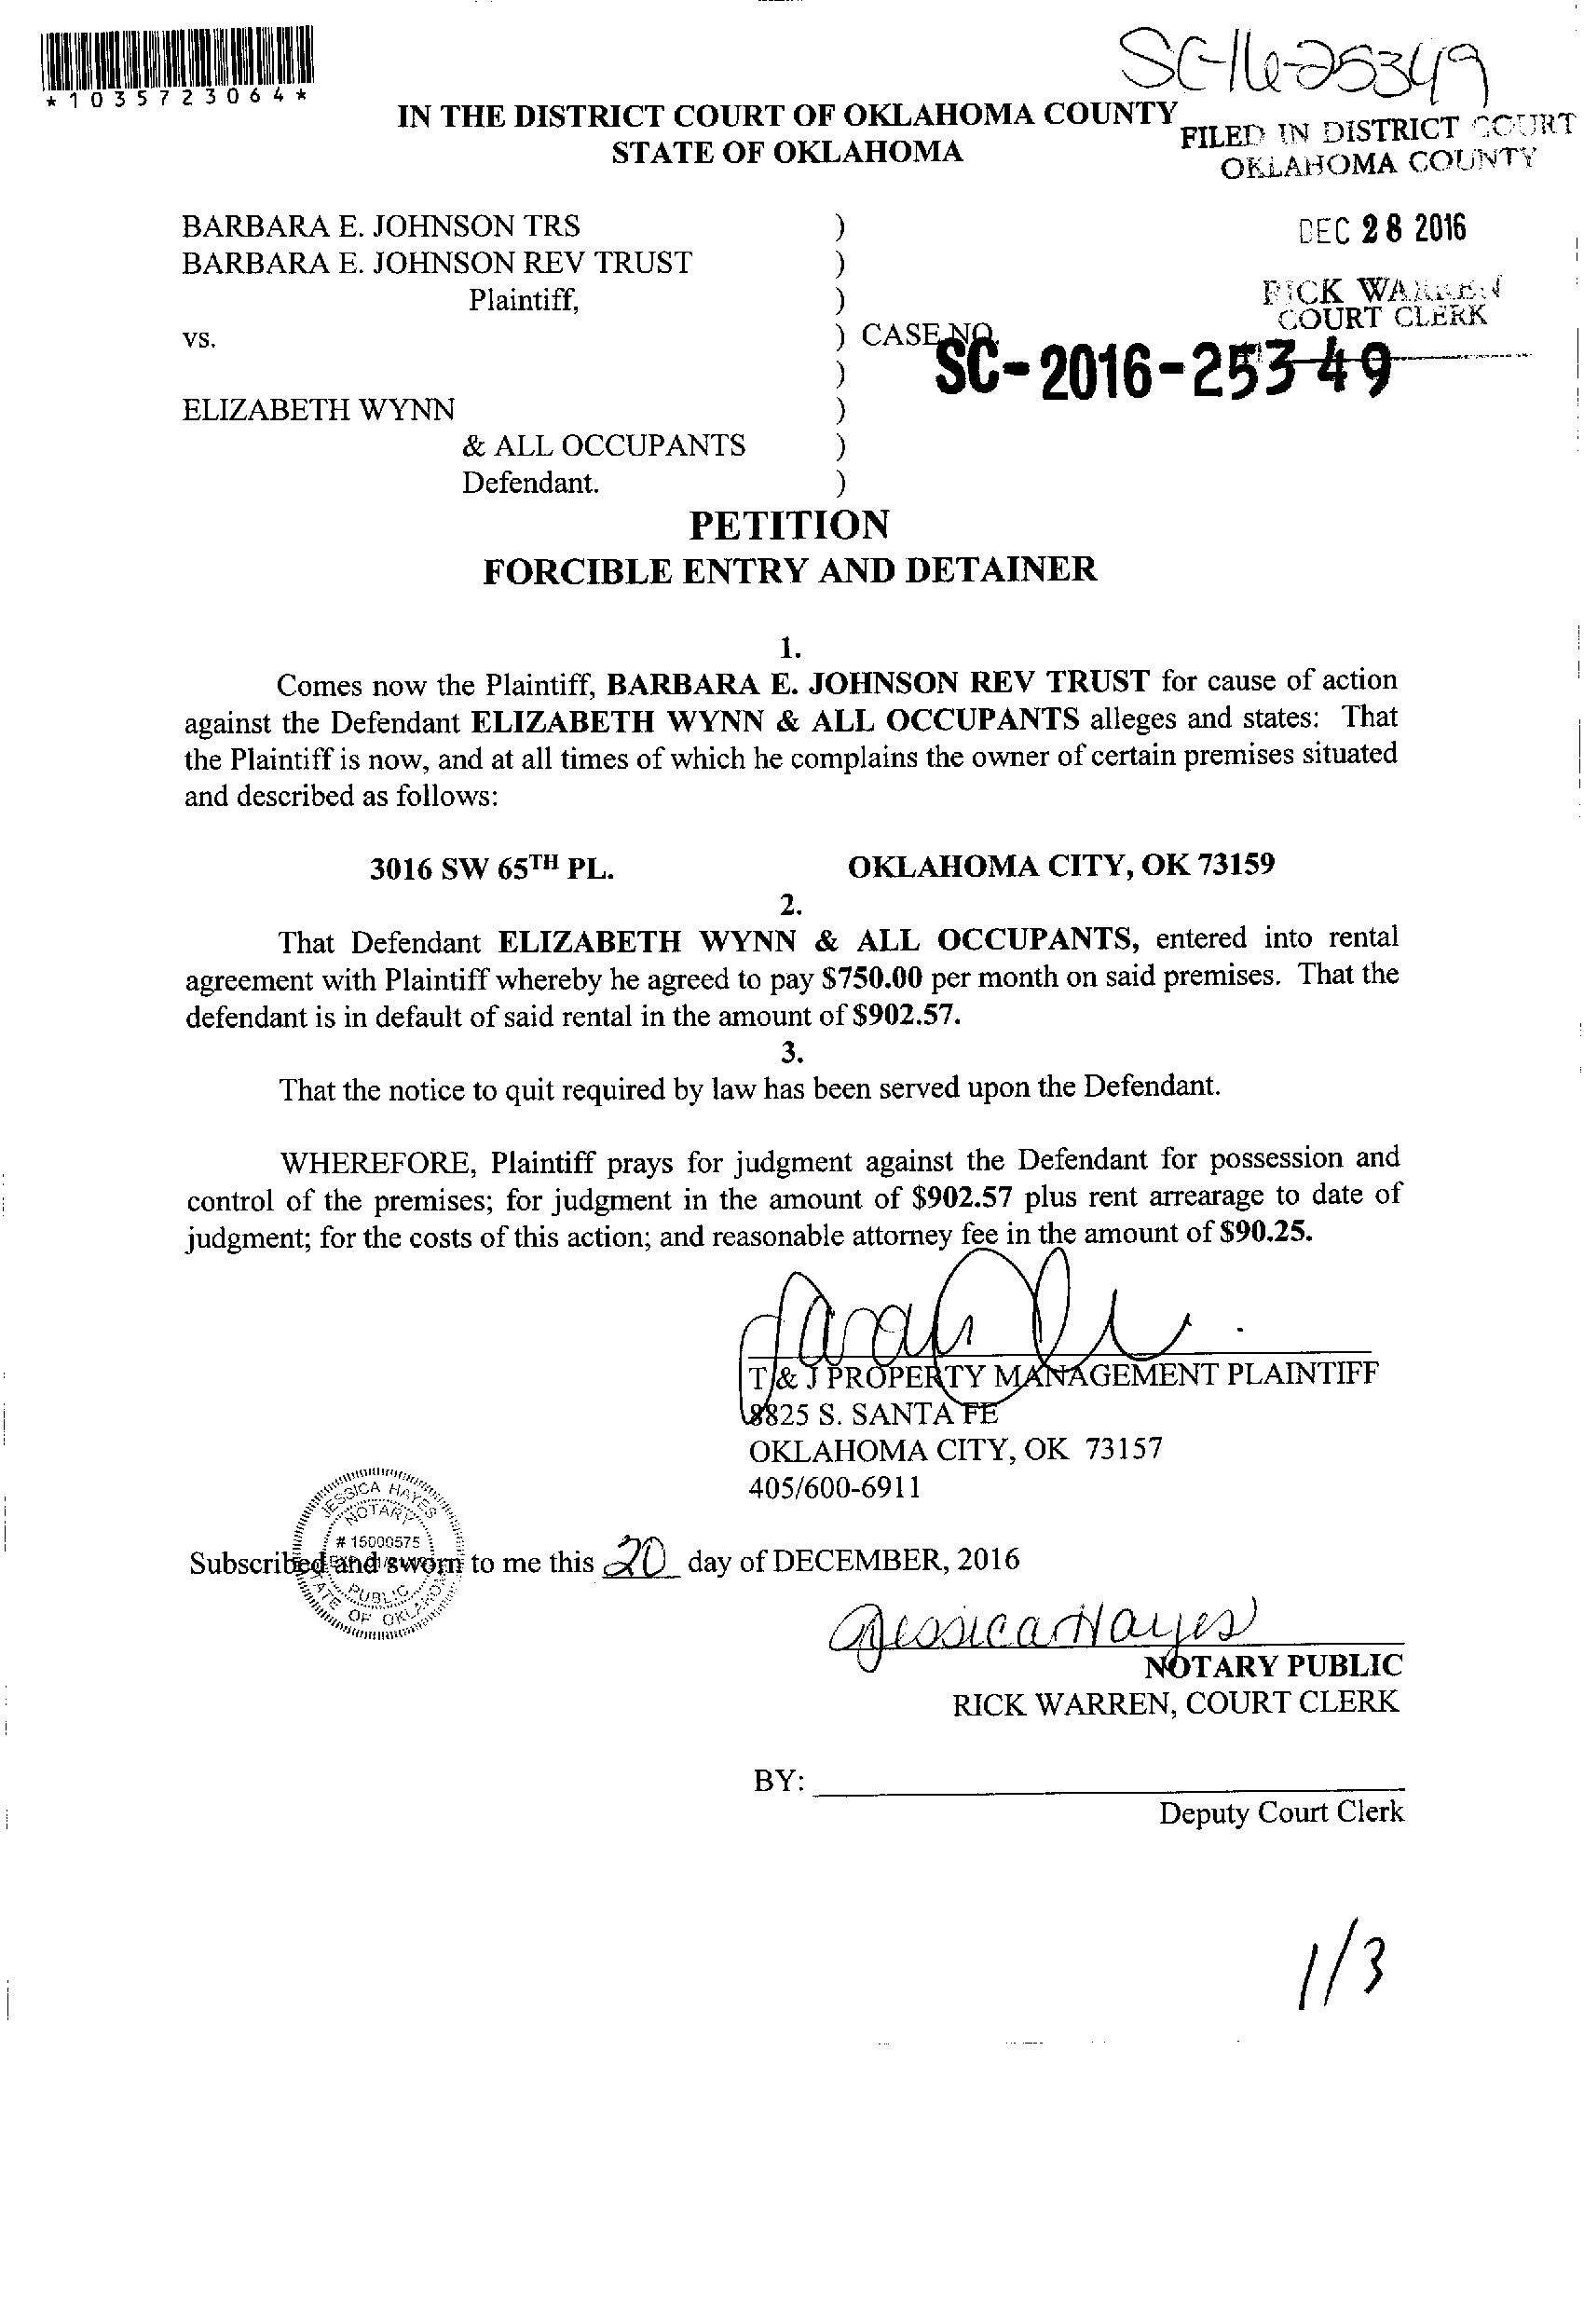 *1035723064*
SC-16-25349
IN THE DISTRICT COURT OF OKLAHOMA COUNTY
STATE OF OKLAHOMA
FILED IN DISTRICT COURT
OKLAHOMA COUNTY
DEC 28 2016
RICK WARREN
COURT CLERK
BARBARA E. JOHNSON TRS )
BARBARA E. JOHNSON REV TRUST )
Plaintiff, )
vs. ) CASE NO.
SC-2016-25349
)
ELIZABETH WYNN )
& ALL OCCUPANTS )
Defendant. )
PETITION
FORCIBLE ENTRY AND DETAINER
1.
Comes now the Plaintiff, BARBARA E. JOHNSON REV TRUST for cause of action
against the Defendant ELIZABETH WYNN & ALL OCCUPANTS alleges and states: That
the Plaintiff is now, and at all times of which he complains the owner of certain premises situated
and described as follows:
3016 SW 65TH PL. OKLAHOMA CITY, OK 73159
2.
That Defendant ELIZABETH WYNN & ALL OCCUPANTS, entered into rental
agreement with Plaintiff whereby he agreed to pay $750.00 per month on said premises. That the
defendant is in default of said rental in the amount of $902.57.
3.
That the notice to quit required by law has been served upon the Defendant.
WHEREFORE, Plaintiff prays for judgment against the Defendant for possession and
control of the premises; for judgment in the amount of $902.57 plus rent arrearage to date of
judgment; for the costs of this action; and reasonable attorney fee in the amount of $90.25.
T & J PROPERTY MANAGEMENT PLAINTIFF
8825 S. SANTA FE
OKLAHOMA CITY, OK 73157
405/600-6911
JESSICA HAYES
NOTARY
# 15000575
PUBLIC
STATE OF OKLAHOMA
Subscribed and sworn to me this 20 day of DECEMBER, 2016
Jessica Hayes
NOTARY PUBLIC
RICK WARREN, COURT CLERK
BY:
Deputy Court Clerk
1/3